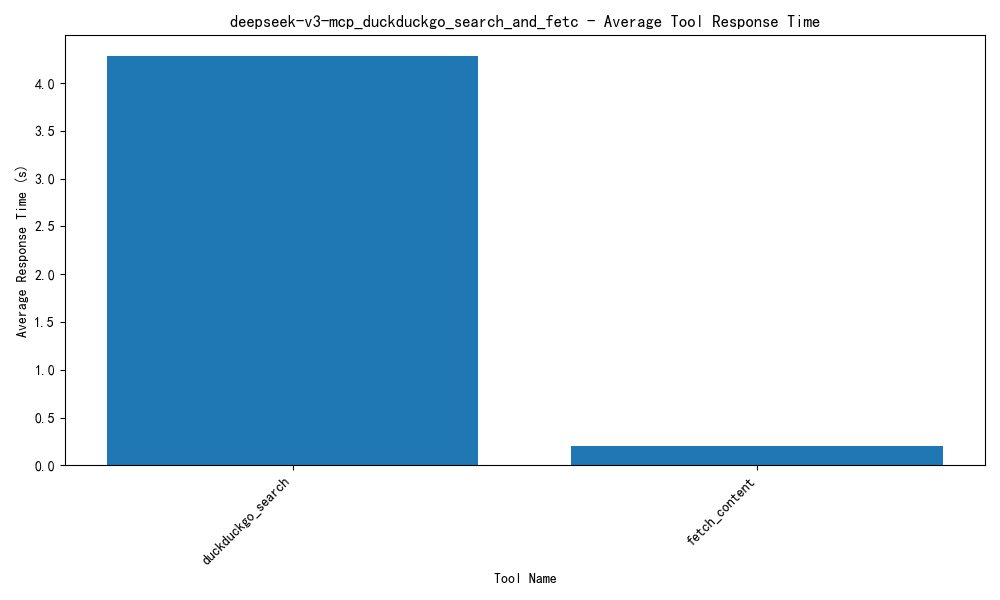 deepseek-v3-mcp_duckduckgo_search_and_fetc - Average Tool Response Time
Average Response Time (s)
4.0
3.5
3.0
2.5
2.0
1.5
1.0
0.5
0.0
duckduckgo_search
fetch_content
Tool Name